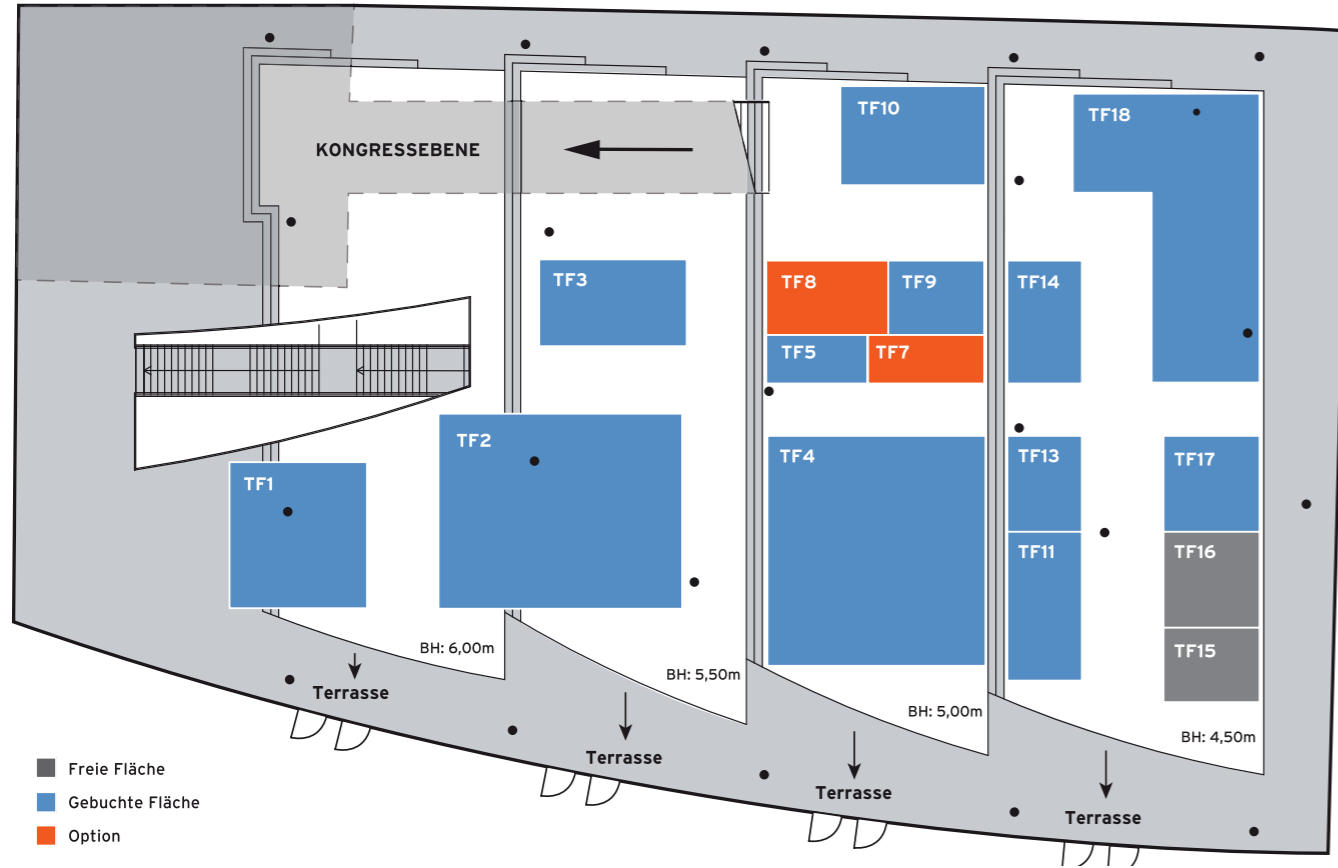 TF10
TF18
KONGRESSEBENE
TF3
TF8
TF9
TF14
TF5
TF7
TF2
TF4
TF13
TF17
TF1
TF11
TF16
TF15
BH: 6,00m
BH: 5,50m
BH: 5,00m
BH: 4,50m
Terrasse
Terrasse
Terrasse
Terrasse
Freie Fläche
Gebuchte Fläche
Option